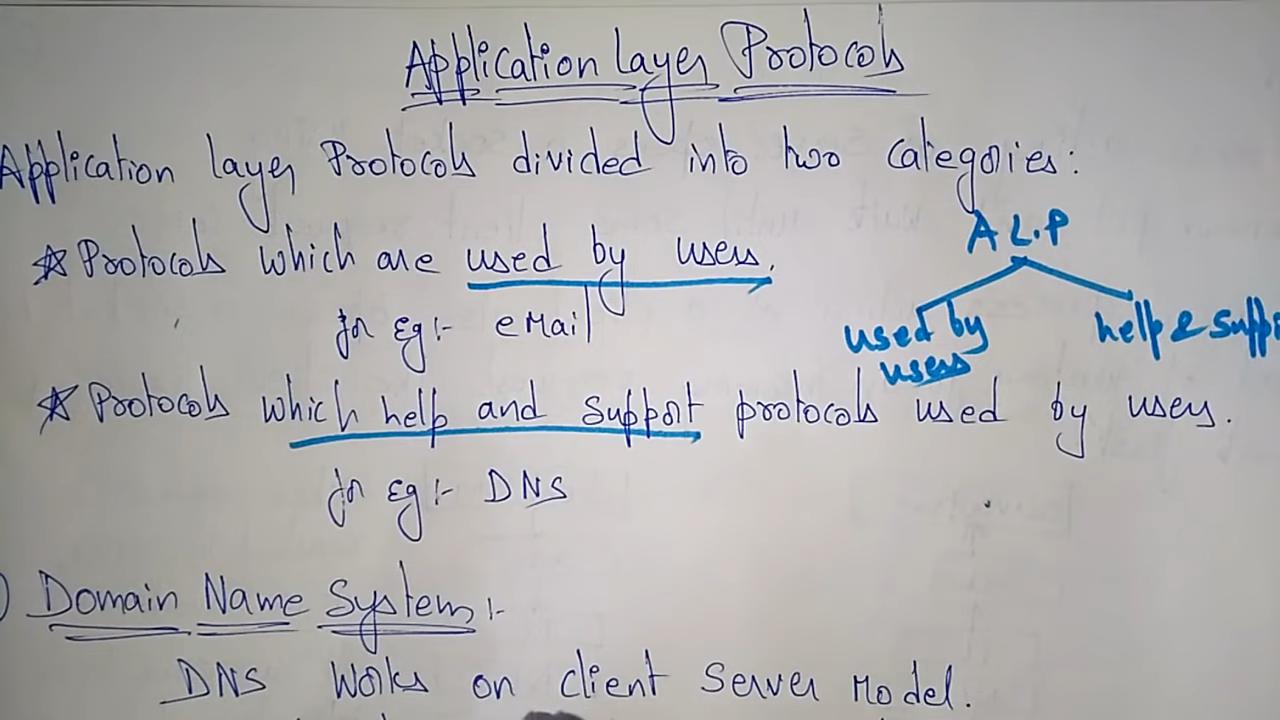 Application Layer Protocols
Application layer Protocols divided into two categories:
A L.P
☆ Protocols which are used by users.
for eg:- eMail
used by
users
help &
☆ Protocols which help and support protocols used by users.
for eg:- DNS
) Domain Name System:-
DNS works on client server Model.